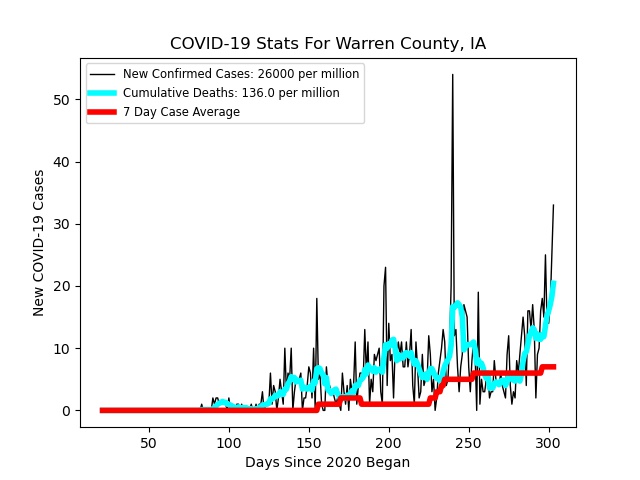 COVID-19 Stats For Warren County, IA
New Confirmed Cases: 26000 per million
Cumulative Deaths: 136.0 per million
7 Day Case Average
50
40
30
20
10
0
New COVID-19 Cases
50 100 150 200 250 300
Days Since 2020 Began